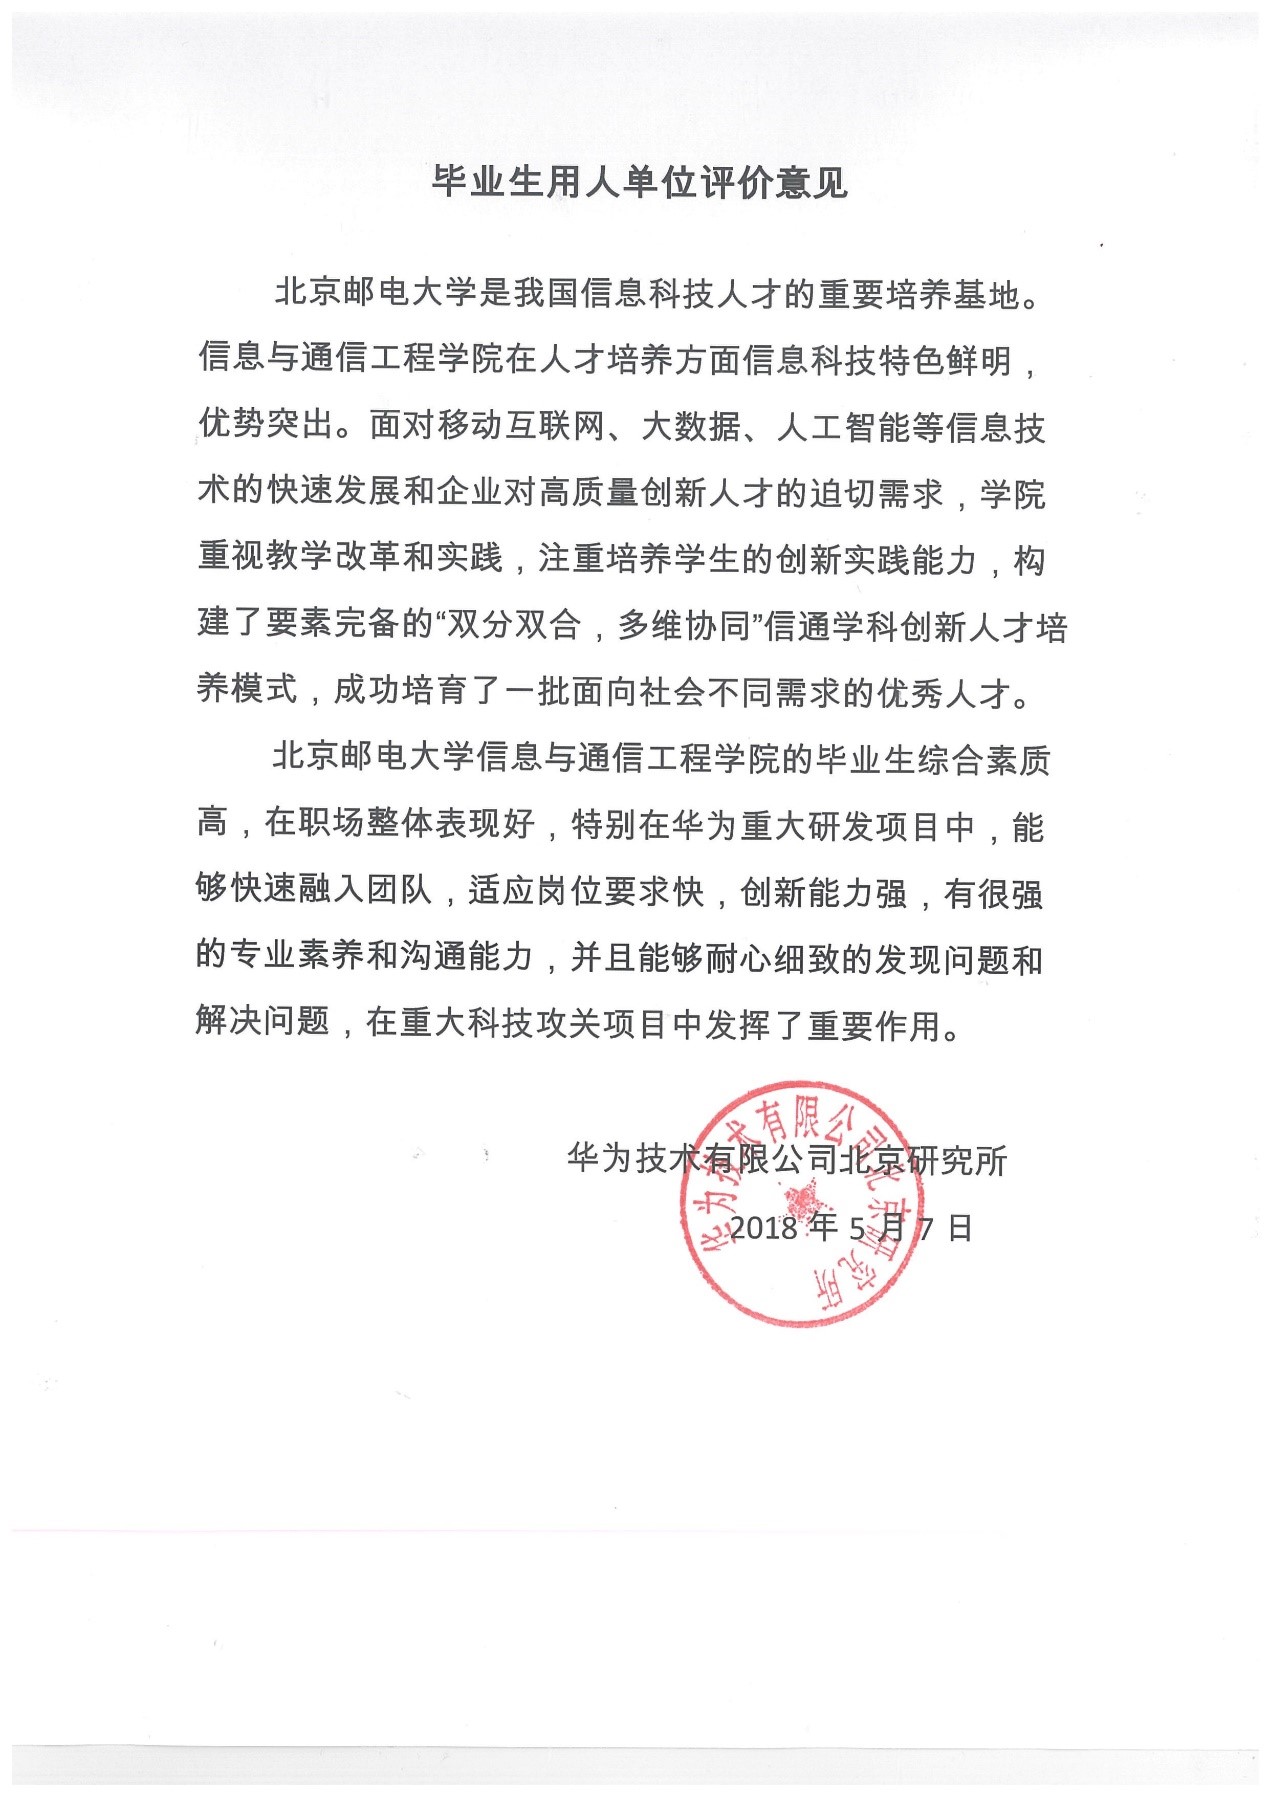 毕业生用人单位评价意见
北京邮电大学是我国信息科技人才的重要培养基地。
信息与通信工程学院在人才培养方面信息科技特色鲜明，
优势突出。面对移动互联网、大数据、人工智能等信息技
术的快速发展和企业对高质量创新人才的迫切需求，学院
重视教学改革和实践，注重培养学生的创新实践能力，构
建了要素完备的“双分双合，多维协同”信通学科创新人才培
养模式，成功培育了一批面向社会不同需求的优秀人才。
北京邮电大学信息与通信工程学院的毕业生综合素质
高，在职场整体表现好，特别在华为重大研发项目中，能
够快速融入团队，适应岗位要求快，创新能力强，有很强
的专业素养和沟通能力，并且能够耐心细致的发现问题和
解决问题，在重大科技攻关项目中发挥了重要作用。
华为技术有限公司北京研究所
2018 年 5 月 7 日
华为技术有限公司北京研究所